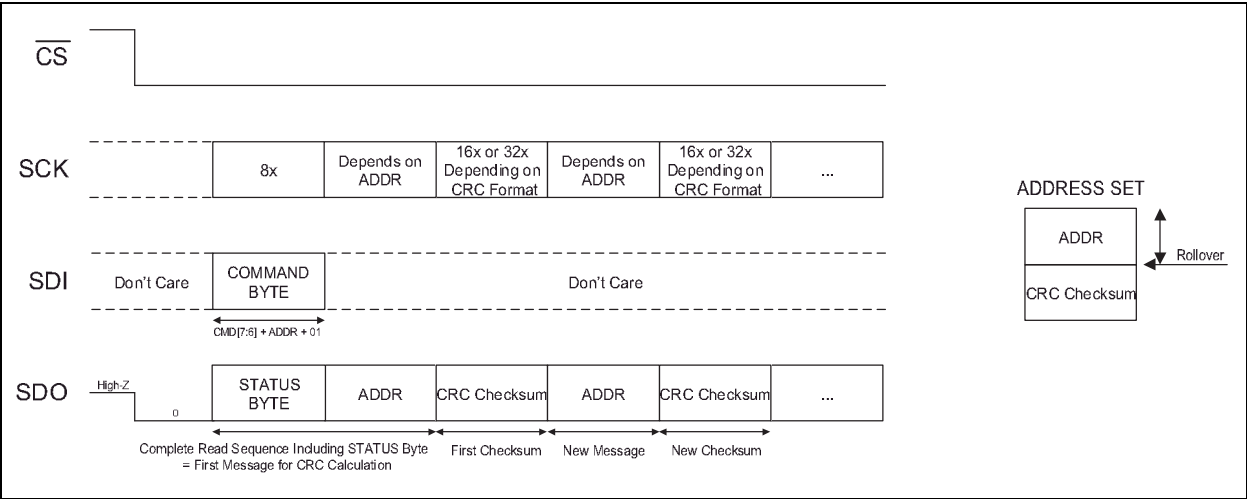 CS
SCK
8x
Depends on
ADDR
16x or 32x
Depending on
CRC Format
Depends on
ADDR
16x or 32x
Depending on
CRC Format
...
SDI
Don't Care
COMMAND
BYTE
Don't Care
CMD[7:6] + ADDR + 01
SDO
High-Z
0
STATUS
BYTE
ADDR
CRC Checksum
ADDR
CRC Checksum
...
Complete Read Sequence Including STATUS Byte
= First Message for CRC Calculation
First Checksum
New Message
New Checksum
ADDRESS SET
ADDR
Rollover
CRC Checksum